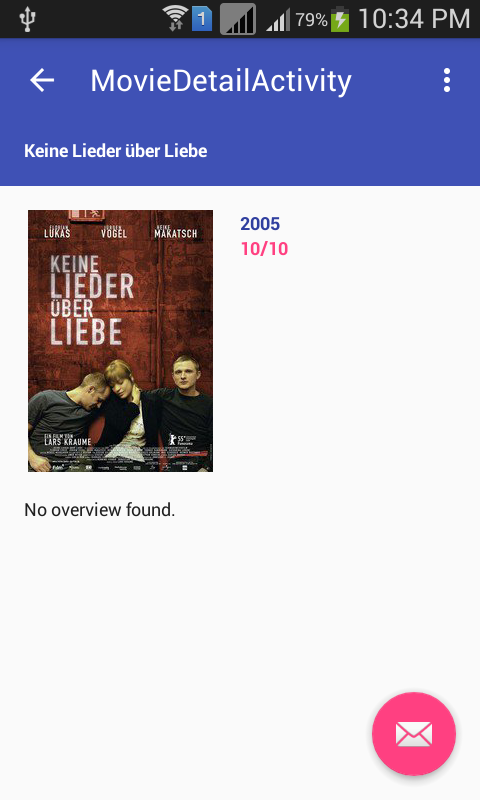 1
79%
10:34 PM
MovieDetailActivity
Keine Lieder über Liebe
FLORIAN LUKAS
JÜRGEN VOGEL
HEIKE MAKATSCH
KEINE
LIEDER
ÜBER
LIEBE
EIN FILM VON
LARS KRAUME
2005
10/10
No overview found.